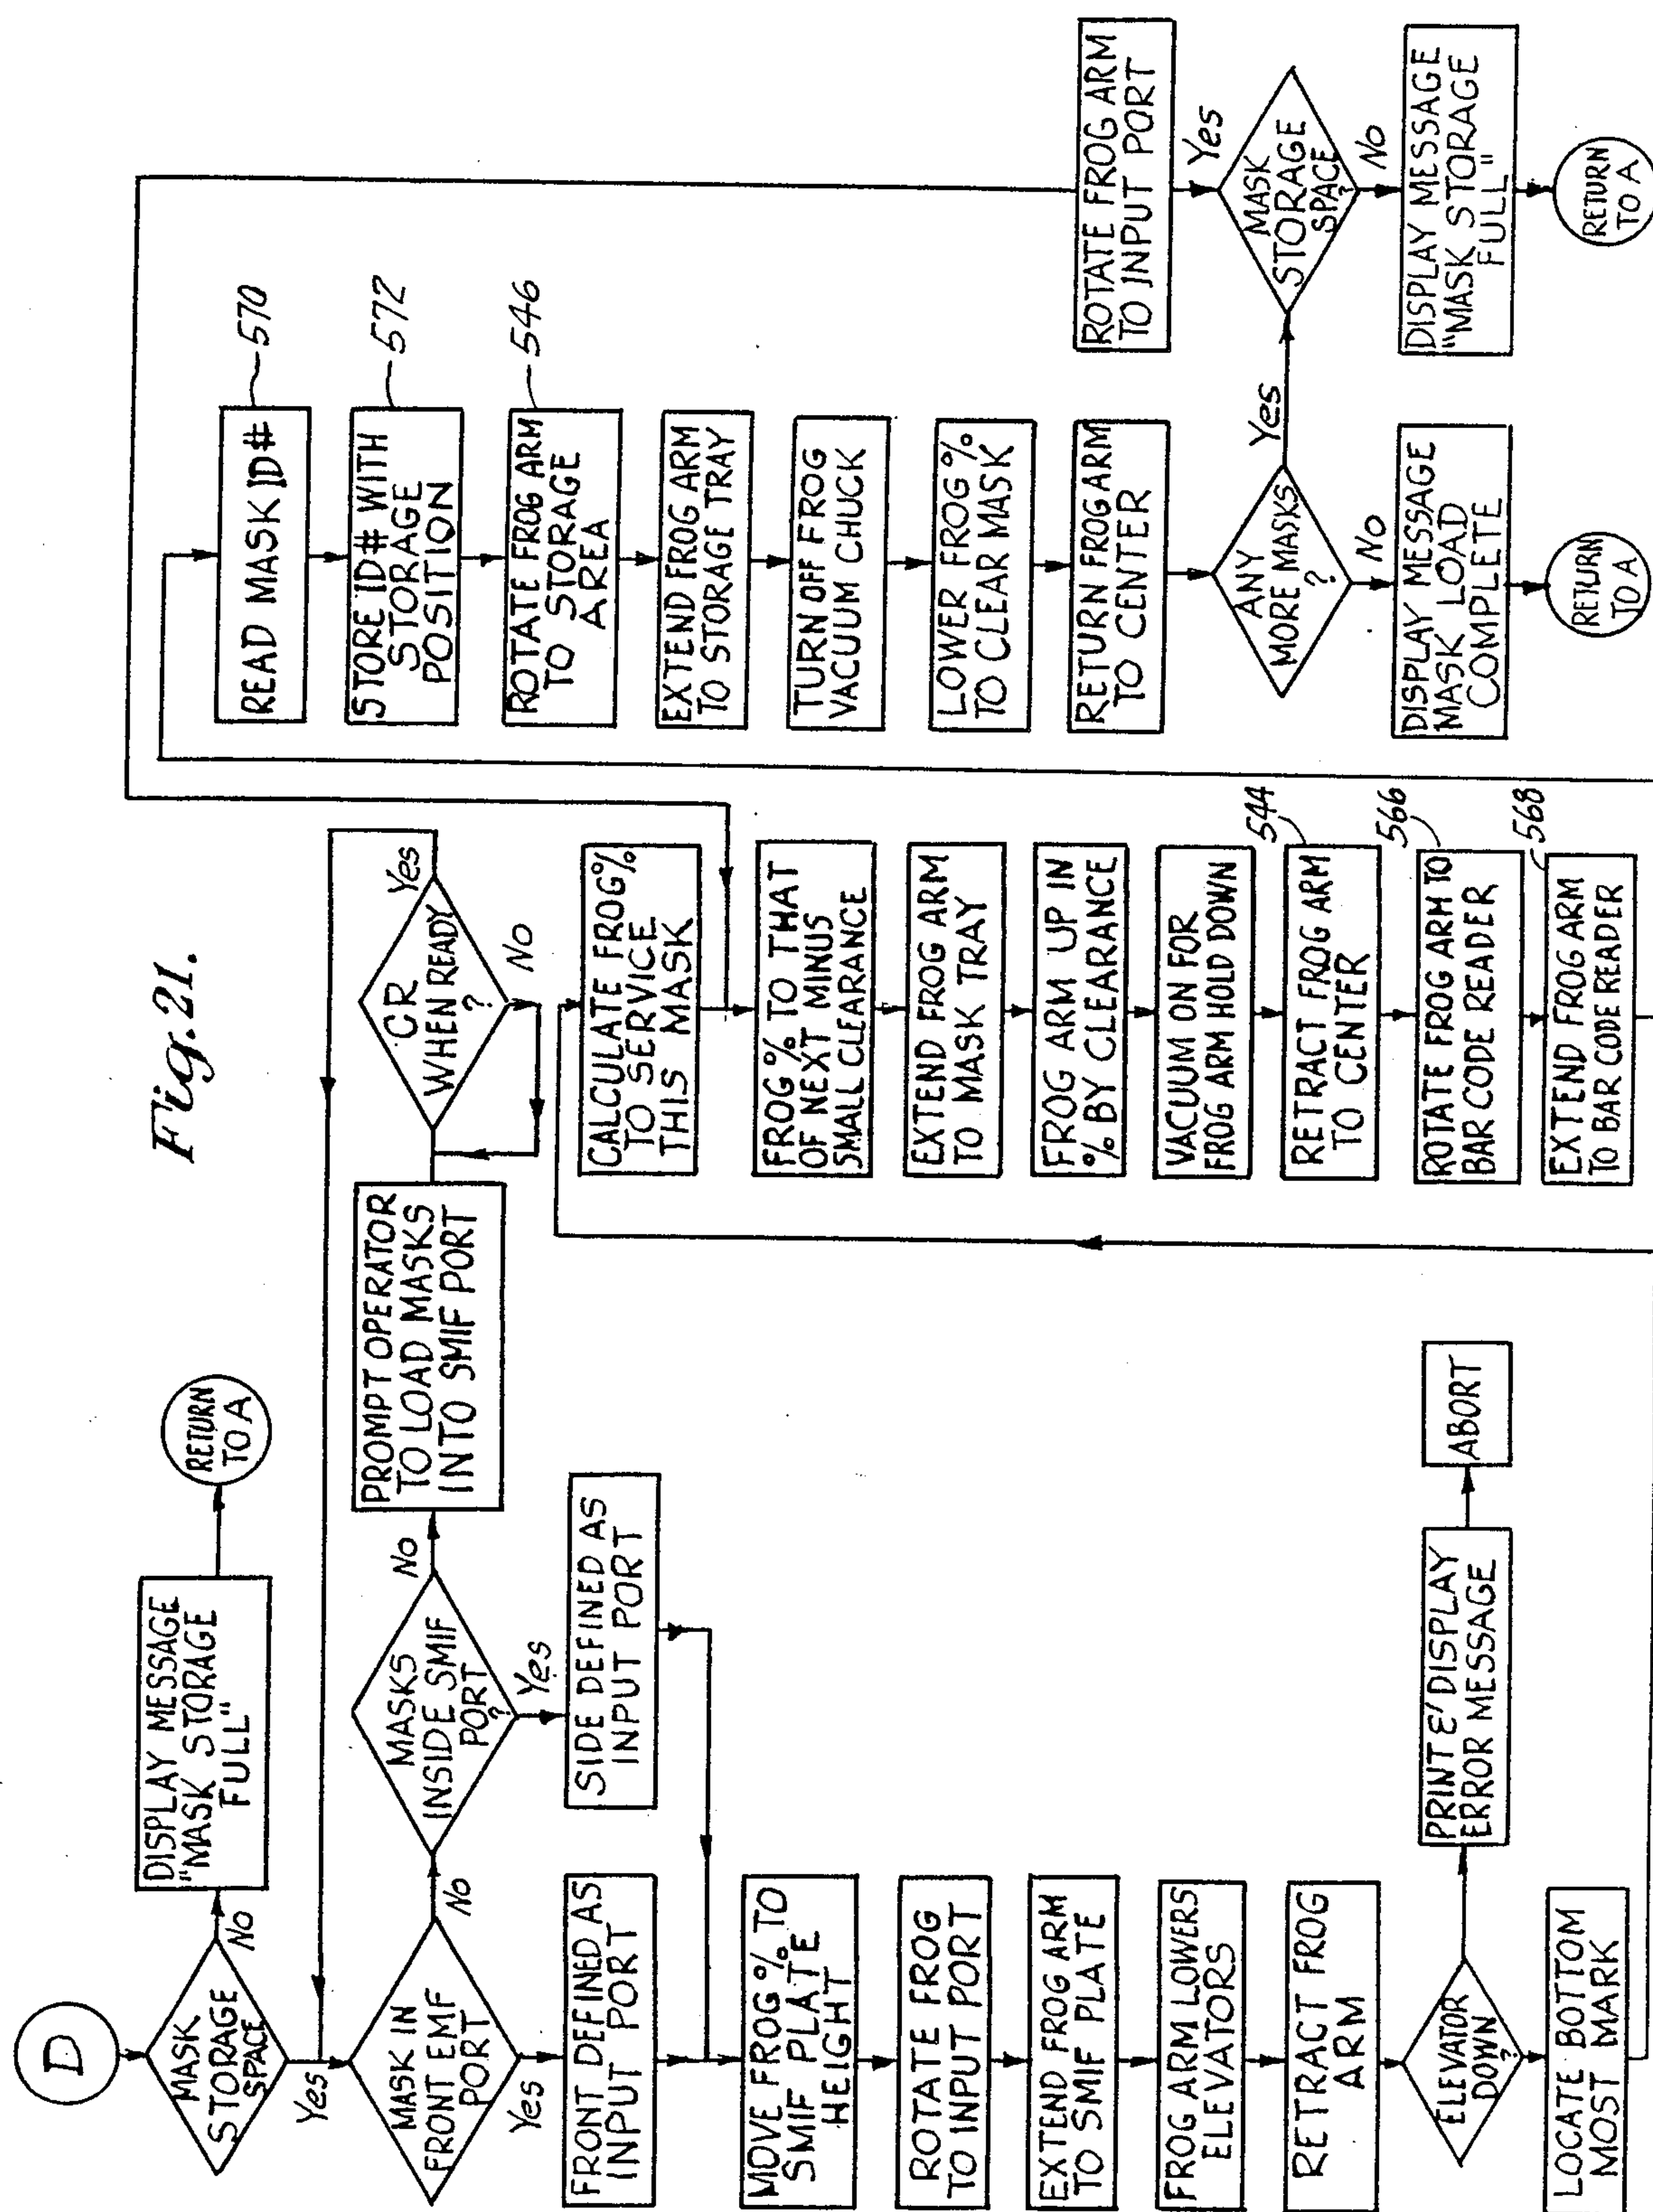 Fig. 21.
D
MASK
STORAGE
SPACE
No
Yes
DISPLAY MESSAGE
"MASK STORAGE
FULL"
RETURN
TO A
MASK IN
FRONT EMF
PORT
No
Yes
MASKS
INSIDE SMIF
PORT
?
No
Yes
PROMPT OPERATOR
TO LOAD MASKS
INTO SMIF PORT
CR
WHEN READY
?
Yes
No
FRONT DEFINED AS
INPUT PORT
SIDE DEFINED AS
INPUT PORT
MOVE FROG % TO
SMIF PLATE
HEIGHT
ROTATE FROG
TO INPUT PORT
EXTEND FROG ARM
TO SMIF PLATE
FROG ARM LOWERS
ELEVATORS
RETRACT FROG
ARM
ELEVATOR
DOWN
?
PRINT &/DISPLAY
ERROR MESSAGE
ABORT
LOCATE BOTTOM
MOST MARK
CALCULATE FROG%
TO SERVICE
THIS MASK
FROG % TO THAT
OF NEXT MINUS
SMALL CLEARANCE
EXTEND FROG ARM
TO MASK TRAY
FROG ARM UP IN
% BY CLEARANCE
VACUUM ON FOR
FROG ARM HOLD DOWN
544
RETRACT FROG ARM
TO CENTER
566
ROTATE FROG ARM TO
BAR CODE READER
568
EXTEND FROG ARM
TO BAR CODE READER
570
READ MASK ID#
572
STORE ID# WITH
STORAGE
POSITION
546
ROTATE FROG ARM
TO STORAGE
AREA
EXTEND FROG ARM
TO STORAGE TRAY
TURN OFF FROG
VACUUM CHUCK
LOWER FROG %
TO CLEAR MASK
RETURN FROG ARM
TO CENTER
ANY
MORE MASKS
?
Yes
No
DISPLAY MESSAGE
MASK LOAD
COMPLETE
RETURN
TO A
ROTATE FROG ARM
TO INPUT PORT
Yes
MASK
STORAGE
SPACE
?
No
DISPLAY MESSAGE
"MASK STORAGE
FULL"
RETURN
TO A